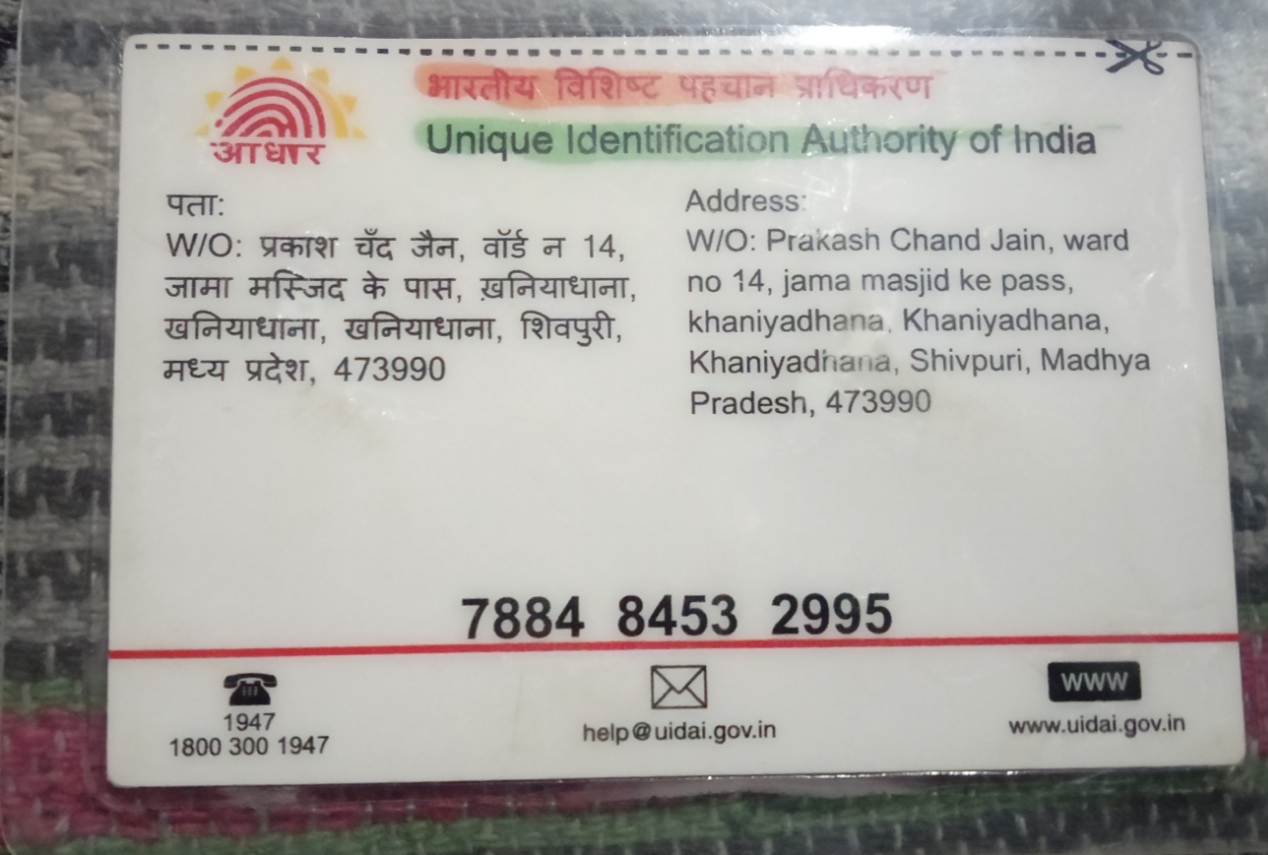 आधार
भारतीय विशिष्ट पहचान प्राधिकरण
Unique Identification Authority of India
पता:
W/O: प्रकाश चँद जैन, वॉर्ड न 14,
जामा मस्जिद के पास, ख़नियाधाना,
खनियाधाना, खनियाधाना, शिवपुरी,
मध्य प्रदेश, 473990
Address:
W/O: Prakash Chand Jain, ward
no 14, jama masjid ke pass,
khaniyadhana, Khaniyadhana,
Khaniyadhana, Shivpuri, Madhya
Pradesh, 473990
7884 8453 2995
1947
1800 300 1947
help@uidai.gov.in
www
www.uidai.gov.in